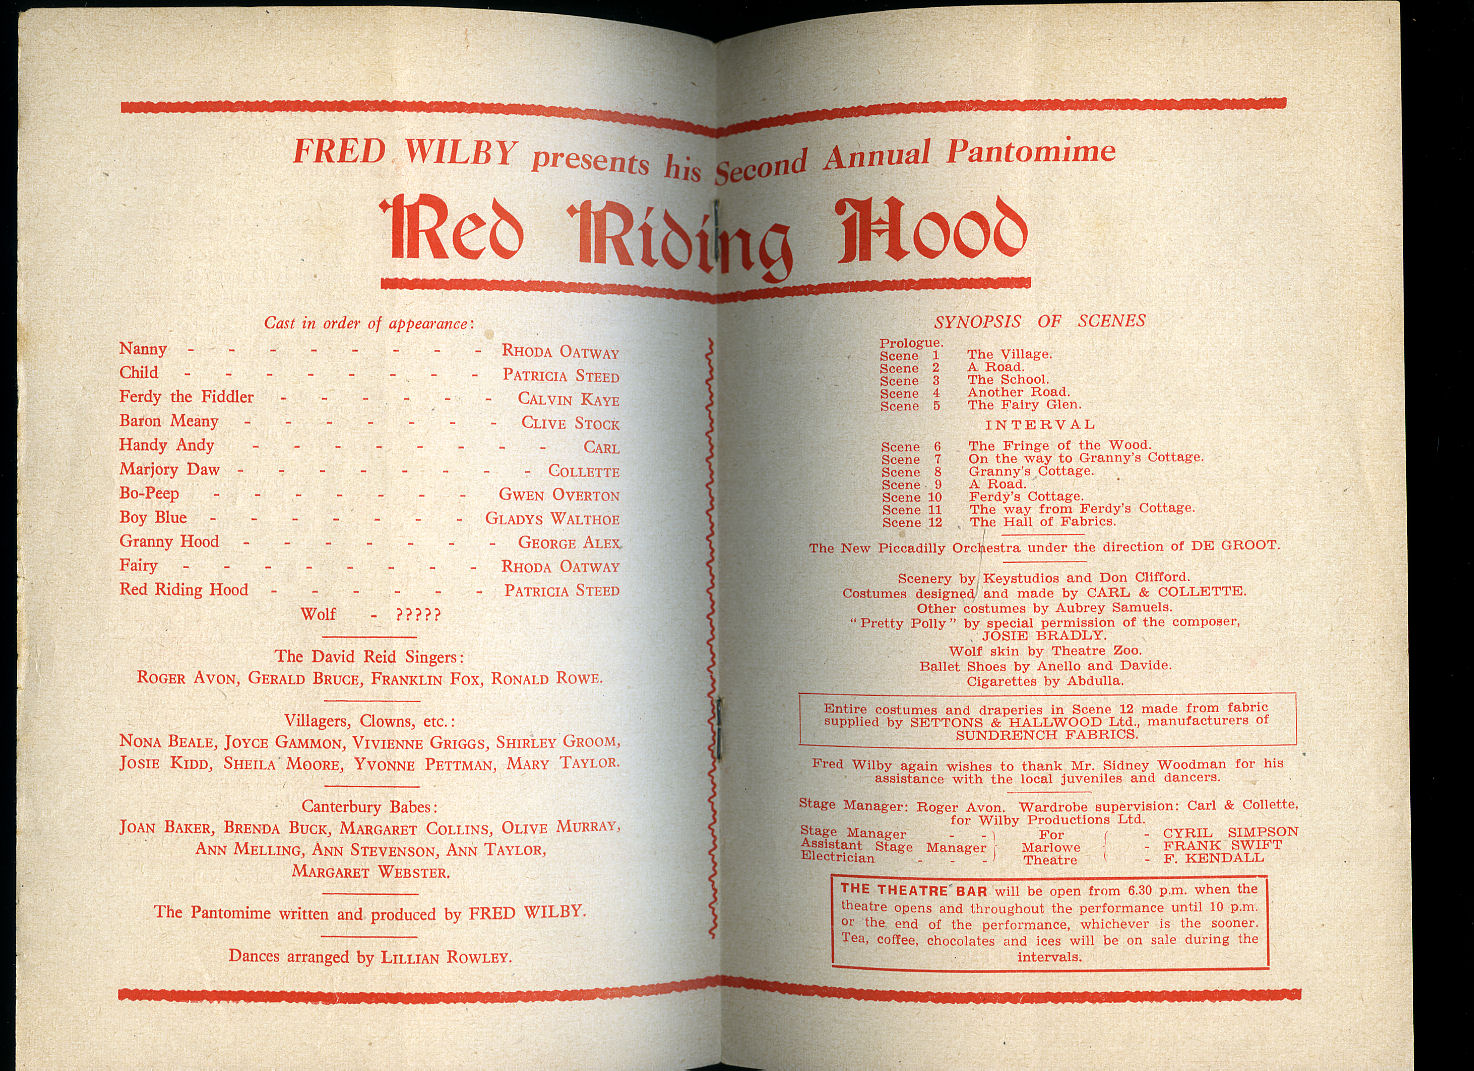 FRED WILBY presents his Second Annual Pantomime
Red Riding Hood
Cast in order of appearance:
Nanny - - - - - - - - RHODA OATWAY
Child - - - - - - - - PATRICIA STEED
Ferdy the Fiddler - - - - - - CALVIN KAYE
Baron Meany - - - - - - - CLIVE STOCK
Handy Andy - - - - - - - - CARL
Marjory Daw - - - - - - - - COLLETTE
Bo-Peep - - - - - - - GWEN OVERTON
Boy Blue - - - - - - - GLADYS WALTHOE
Granny Hood - - - - - - - GEORGE ALEX
Fairy - - - - - - - - RHODA OATWAY
Red Riding Hood - - - - - - PATRICIA STEED
Wolf - ?????
The David Reid Singers:
ROGER AVON, GERALD BRUCE, FRANKLIN FOX, RONALD ROWE.
Villagers, Clowns, etc.:
NONA BEALE, JOYCE GAMMON, VIVIENNE GRIGGS, SHIRLEY GROOM,
JOSIE KIDD, SHEILA MOORE, YVONNE PETTMAN, MARY TAYLOR.
Canterbury Babes:
JOAN BAKER, BRENDA BUCK, MARGARET COLLINS, OLIVE MURRAY,
ANN MELLING, ANN STEVENSON, ANN TAYLOR,
MARGARET WEBSTER.
The Pantomime written and produced by FRED WILBY.
Dances arranged by LILLIAN ROWLEY.
SYNOPSIS OF SCENES
Prologue.
Scene 1 The Village.
Scene 2 A Road.
Scene 3 The School.
Scene 4 Another Road.
Scene 5 The Fairy Glen.
INTERVAL
Scene 6 The Fringe of the Wood.
Scene 7 On the way to Granny's Cottage.
Scene 8 Granny's Cottage.
Scene 9 A Road.
Scene 10 Ferdy's Cottage.
Scene 11 The way from Ferdy's Cottage.
Scene 12 The Hall of Fabrics.
The New Piccadilly Orchestra under the direction of DE GROOT.
Scenery by Keystudios and Don Clifford.
Costumes designed and made by CARL & COLLETTE.
Other costumes by Aubrey Samuels.
"Pretty Polly" by special permission of the composer,
JOSIE BRADLY.
Wolf skin by Theatre Zoo.
Ballet Shoes by Anello and Davide.
Cigarettes by Abdulla.
Entire costumes and draperies in Scene 12 made from fabric
supplied by SETTONS & HALLWOOD Ltd., manufacturers of
SUNDRENCH FABRICS.
Fred Wilby again wishes to thank Mr. Sidney Woodman for his
assistance with the local juveniles and dancers.
Stage Manager: Roger Avon. Wardrobe supervision: Carl & Collette,
for Wilby Productions Ltd.
Stage Manager - - For - CYRIL SIMPSON
Assistant Stage Manager Marlowe - FRANK SWIFT
Electrician - - - Theatre - F. KENDALL
THE THEATRE BAR will be open from 6.30 p.m. when the
theatre opens and throughout the performance until 10 p.m.
or the end of the performance, whichever is the sooner.
Tea, coffee, chocolates and ices will be on sale during the
intervals.